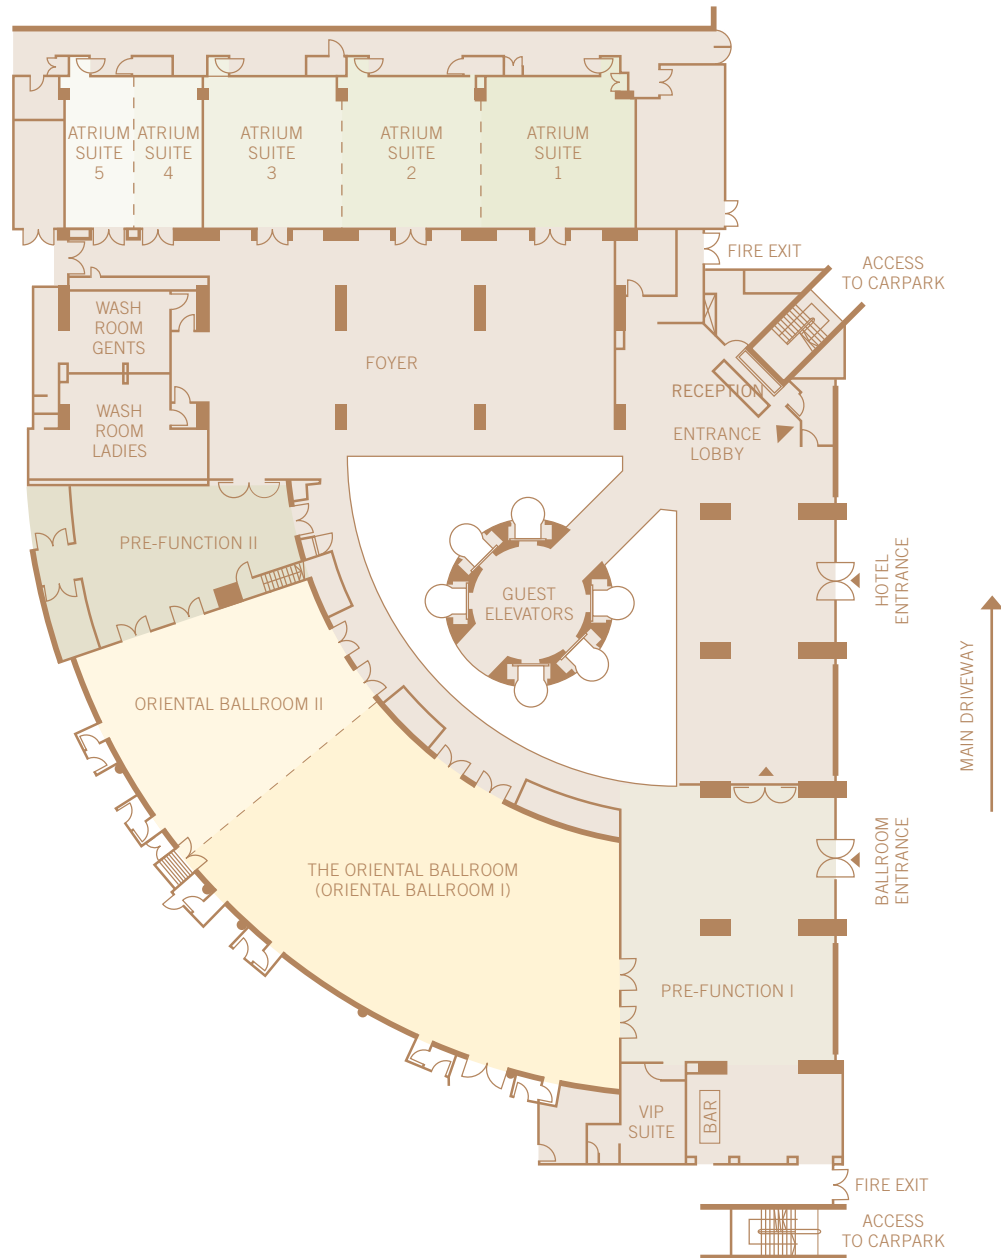 ATRIUM
SUITE
5
ATRIUM
SUITE
4
ATRIUM
SUITE
3
ATRIUM
SUITE
2
ATRIUM
SUITE
1
FIRE EXIT
ACCESS
TO CARPARK
WASH
ROOM
GENTS
FOYER
RECEPTION
WASH
ROOM
LADIES
ENTRANCE
LOBBY
PRE-FUNCTION II
GUEST
ELEVATORS
HOTEL
ENTRANCE
ORIENTAL BALLROOM II
MAIN DRIVEWAY
THE ORIENTAL BALLROOM
(ORIENTAL BALLROOM I)
BALLROOM
ENTRANCE
PRE-FUNCTION I
VIP
SUITE
BAR
FIRE EXIT
ACCESS
TO CARPARK